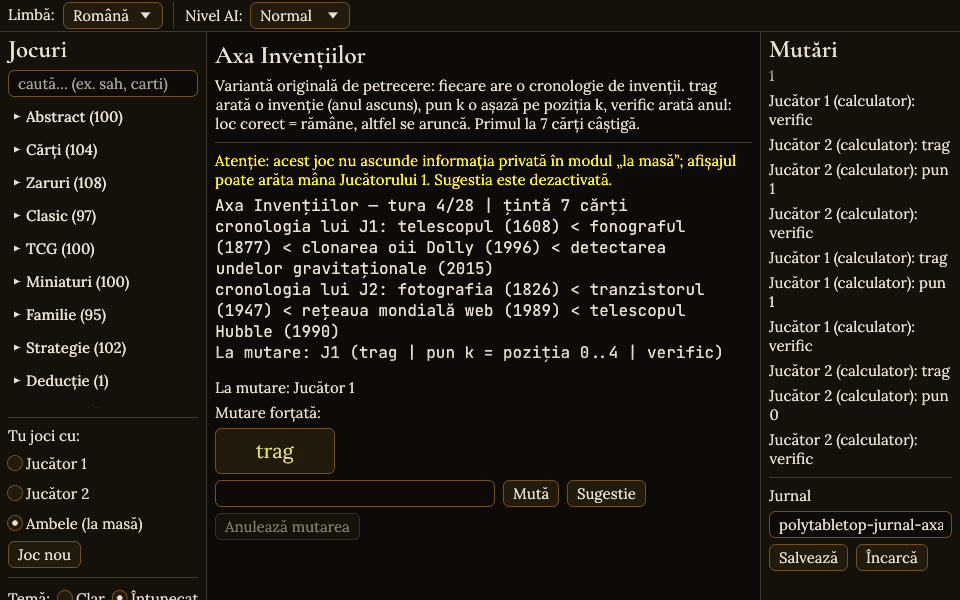 Limbă: Română ▼ Nivel AI: Normal ▼
Jocuri
caută... (ex. sah, carti)
▸ Abstract (100)
▸ Cărți (104)
▸ Zaruri (108)
▸ Clasic (97)
▸ TCG (100)
▸ Miniaturi (100)
▸ Familie (95)
▸ Strategie (102)
▸ Deducție (1)
Tu joci cu:
Jucător 1
Jucător 2
Ambele (la masă)
Joc nou
Temă: Clar Întunecat
Axa Invențiilor
Variantă originală de petrecere: fiecare are o cronologie de invenții. trag
arată o invenție (anul ascuns), pun k o așază pe poziția k, verific arată anul:
loc corect = rămâne, altfel se aruncă. Primul la 7 cărți câștigă.
Atenție: acest joc nu ascunde informația privată în modul „la masă”; afișajul
poate arăta mâna Jucătorului 1. Sugestia este dezactivată.
Axa Invențiilor — tura 4/28 | țintă 7 cărți
cronologia lui J1: telescopul (1608) < fonograful
(1877) < clonarea oii Dolly (1996) < detectarea
undelor gravitaționale (2015)
cronologia lui J2: fotografia (1826) < tranzistorul
(1947) < rețeaua mondială web (1989) < telescopul
Hubble (1990)
La mutare: J1 (trag | pun k = poziția 0..4 | verific)
La mutare: Jucător 1
Mutare forțată:
trag
Mută Sugestie
Anulează mutarea
Mutări
1
Jucător 1 (calculator):
verific
Jucător 2 (calculator): trag
Jucător 2 (calculator): pun
1
Jucător 2 (calculator):
verific
Jucător 1 (calculator): trag
Jucător 1 (calculator): pun
1
Jucător 1 (calculator):
verific
Jucător 2 (calculator): trag
Jucător 2 (calculator): pun
0
Jucător 2 (calculator):
verific
Jurnal
polytabletop-jurnal-axa
Salvează Încarcă